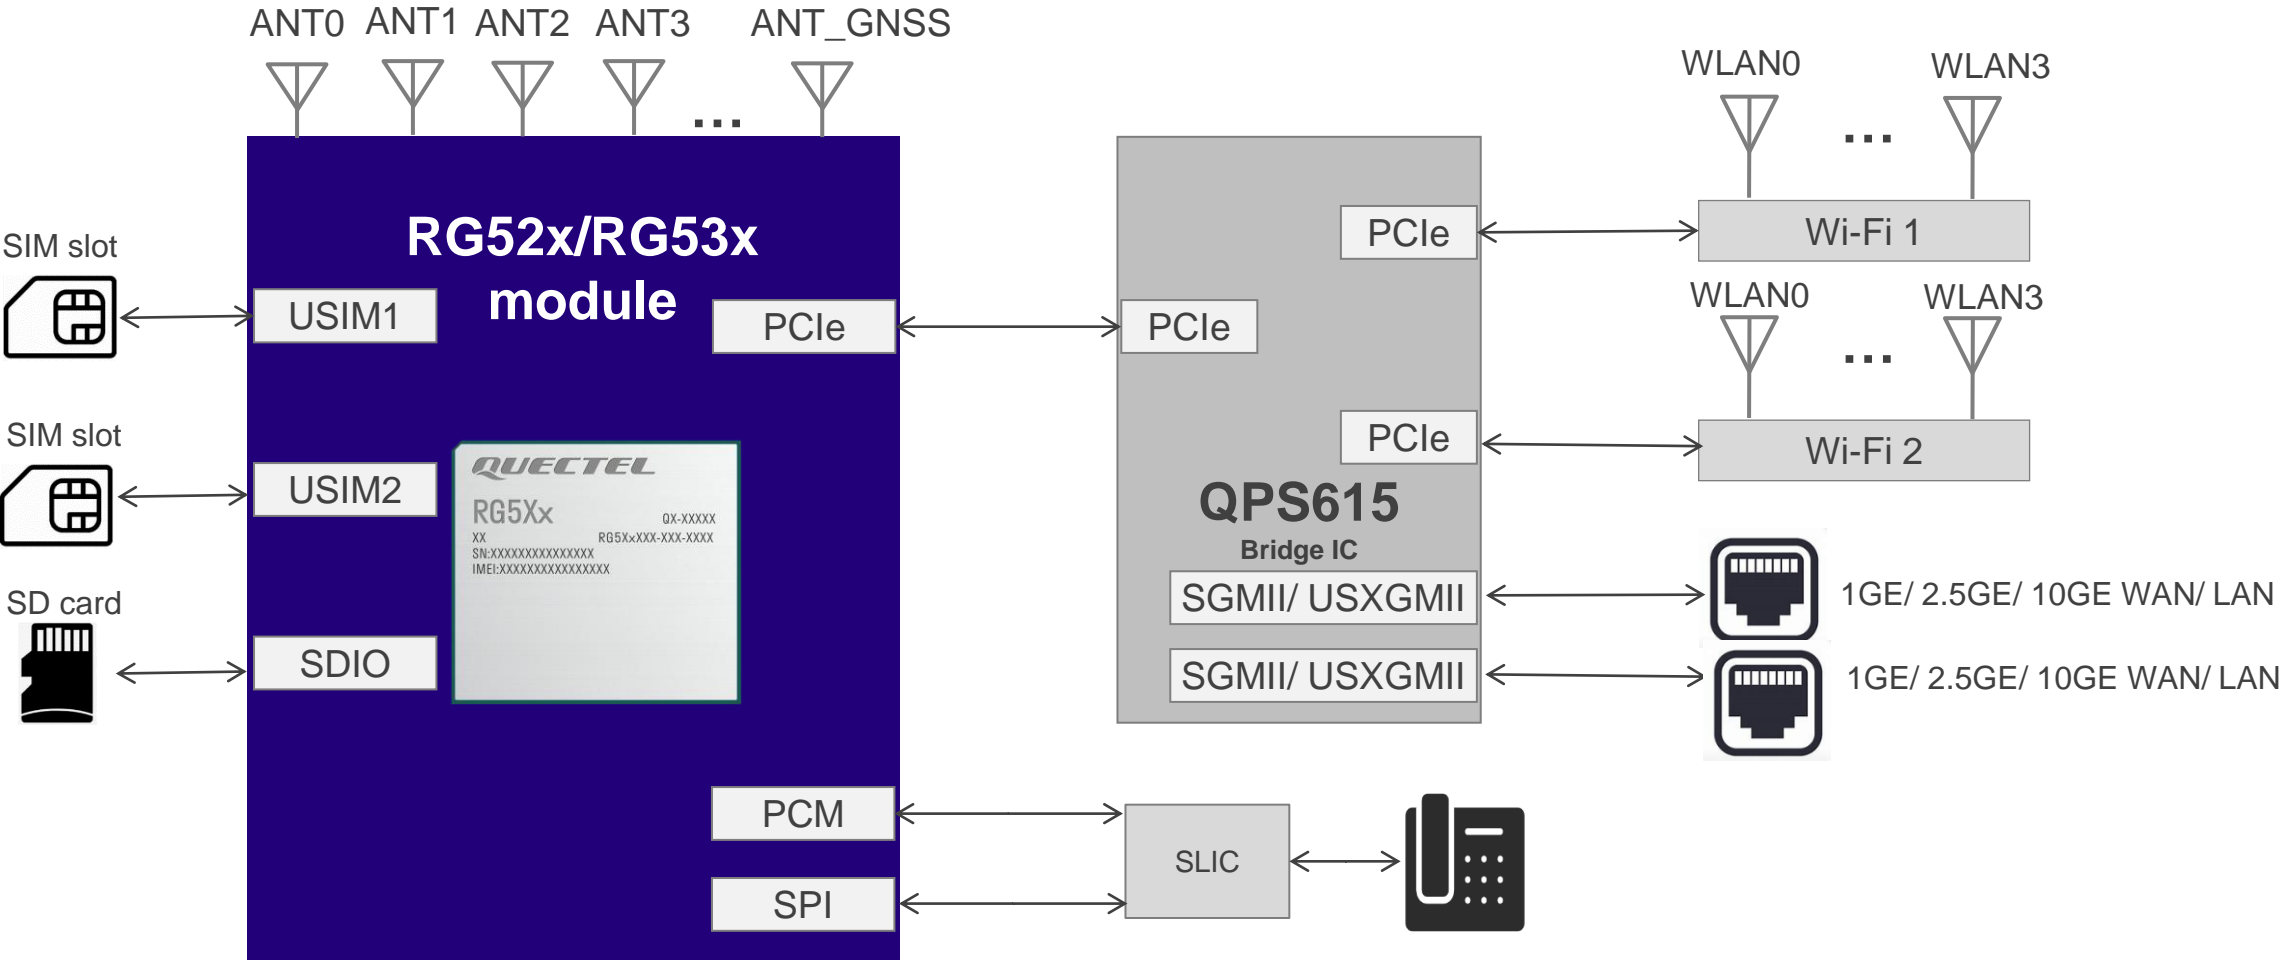 ANT0 ANT1 ANT2 ANT3 ... ANT_GNSS
WLAN0 ... WLAN3
RG52x/RG53x
module
SIM slot
USIM1
PCIe
PCIe
PCIe
Wi-Fi 1
WLAN0 ... WLAN3
SIM slot
USIM2
PCIe
Wi-Fi 2
QUECTEL
RG5Xx
QX-XXXXX
XX
RG5XxXXX-XXX-XXXX
SN:XXXXXXXXXXXXXXX
IMEI:XXXXXXXXXXXXXXXX
QPS615
Bridge IC
SD card
SDIO
SGMII/ USXGMII
1GE/ 2.5GE/ 10GE WAN/ LAN
SGMII/ USXGMII
1GE/ 2.5GE/ 10GE WAN/ LAN
PCM
SLIC
SPI